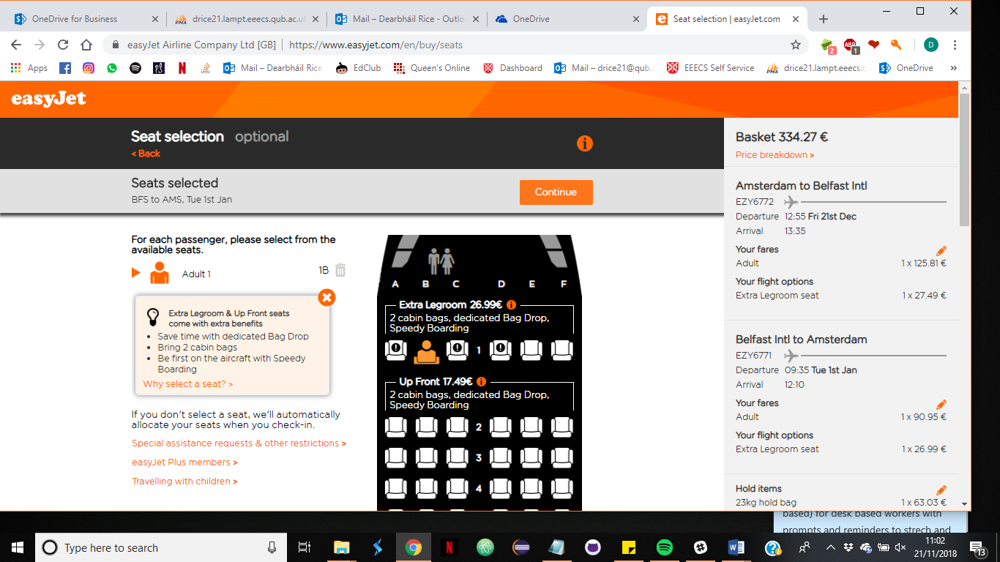 OneDrive for Business
drice21.lampt.eeecs.qub.ac.uk
Mail – Dearbháil Rice - Outlo
OneDrive
Seat selection | easyJet.com
easyJet Airline Company Ltd [GB] | https://www.easyjet.com/en/buy/seats
2
ABP
1
D
Apps
Mail – Dearbháil Rice
EdClub
Queen's Online
Dashboard
Mail – drice21@qub.a
EEECS Self Service
drice21.lampt.eeecs.q
OneDrive
»
easyJet
Seat selection optional
< Back
Seats selected
BFS to AMS, Tue 1st Jan
Continue
For each passenger, please select from the
available seats.
Adult 1
1B
Extra Legroom & Up Front seats
come with extra benefits
• Save time with dedicated Bag Drop
• Bring 2 cabin bags
• Be first on the aircraft with Speedy
Boarding
Why select a seat? >
If you don't select a seat, we'll automatically
allocate your seats when you check-in.
Special assistance requests & other restrictions >
easyJet Plus members >
Travelling with children >
A B C D E F
Extra Legroom 26.99€
2 cabin bags, dedicated Bag Drop,
Speedy Boarding
1
Up Front 17.49€
2 cabin bags, dedicated Bag Drop,
Speedy Boarding
2
3
4
Basket 334.27 €
Price breakdown >
Amsterdam to Belfast Intl
EZY6772
Departure 12:55 Fri 21st Dec
Arrival 13:35
Your fares
Adult 1 x 125.81 €
Your flight options
Extra Legroom seat 1 x 27.49 €
Belfast Intl to Amsterdam
EZY6771
Departure 09:35 Tue 1st Jan
Arrival 12:10
Your fares
Adult 1 x 90.95 €
Your flight options
Extra Legroom seat 1 x 26.99 €
Hold items
23kg hold bag 1 x 63.03 €
based) for desk based workers with
prompts and reminders to strech and
Type here to search
11:02
21/11/2018
13